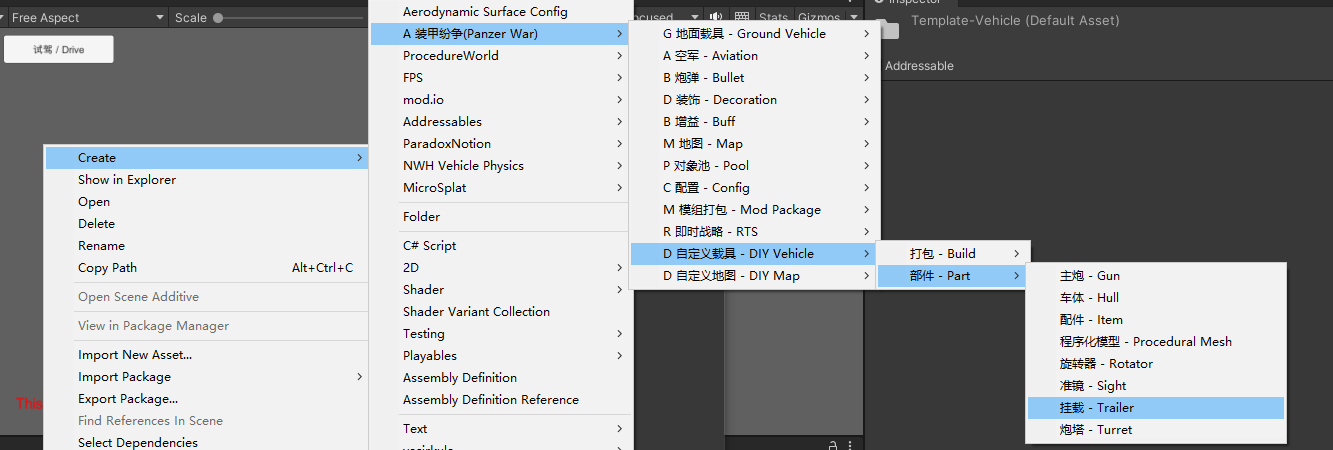 Free Aspect
Scale
试驾 / Drive
This
Create
Show in Explorer
Open
Delete
Rename
Copy Path Alt+Ctrl+C
Open Scene Additive
View in Package Manager
Import New Asset...
Import Package
Export Package...
Find References In Scene
Select Dependencies
Aerodynamic Surface Config
A 装甲纷争(Panzer War)
ProcedureWorld
FPS
mod.io
Addressables
ParadoxNotion
NWH Vehicle Physics
MicroSplat
Folder
C# Script
2D
Shader
Shader Variant Collection
Testing
Playables
Assembly Definition
Assembly Definition Reference
Text
Stats
Gizmos
G 地面载具 - Ground Vehicle
A 空军 - Aviation
B 炮弹 - Bullet
D 装饰 - Decoration
B 增益 - Buff
M 地图 - Map
P 对象池 - Pool
C 配置 - Config
M 模组打包 - Mod Package
R 即时战略 - RTS
D 自定义载具 - DIY Vehicle
D 自定义地图 - DIY Map
打包 - Build
部件 - Part
主炮 - Gun
车体 - Hull
配件 - Item
程序化模型 - Procedural Mesh
旋转器 - Rotator
准镜 - Sight
挂载 - Trailer
炮塔 - Turret
Inspector
Template-Vehicle (Default Asset)
Addressable